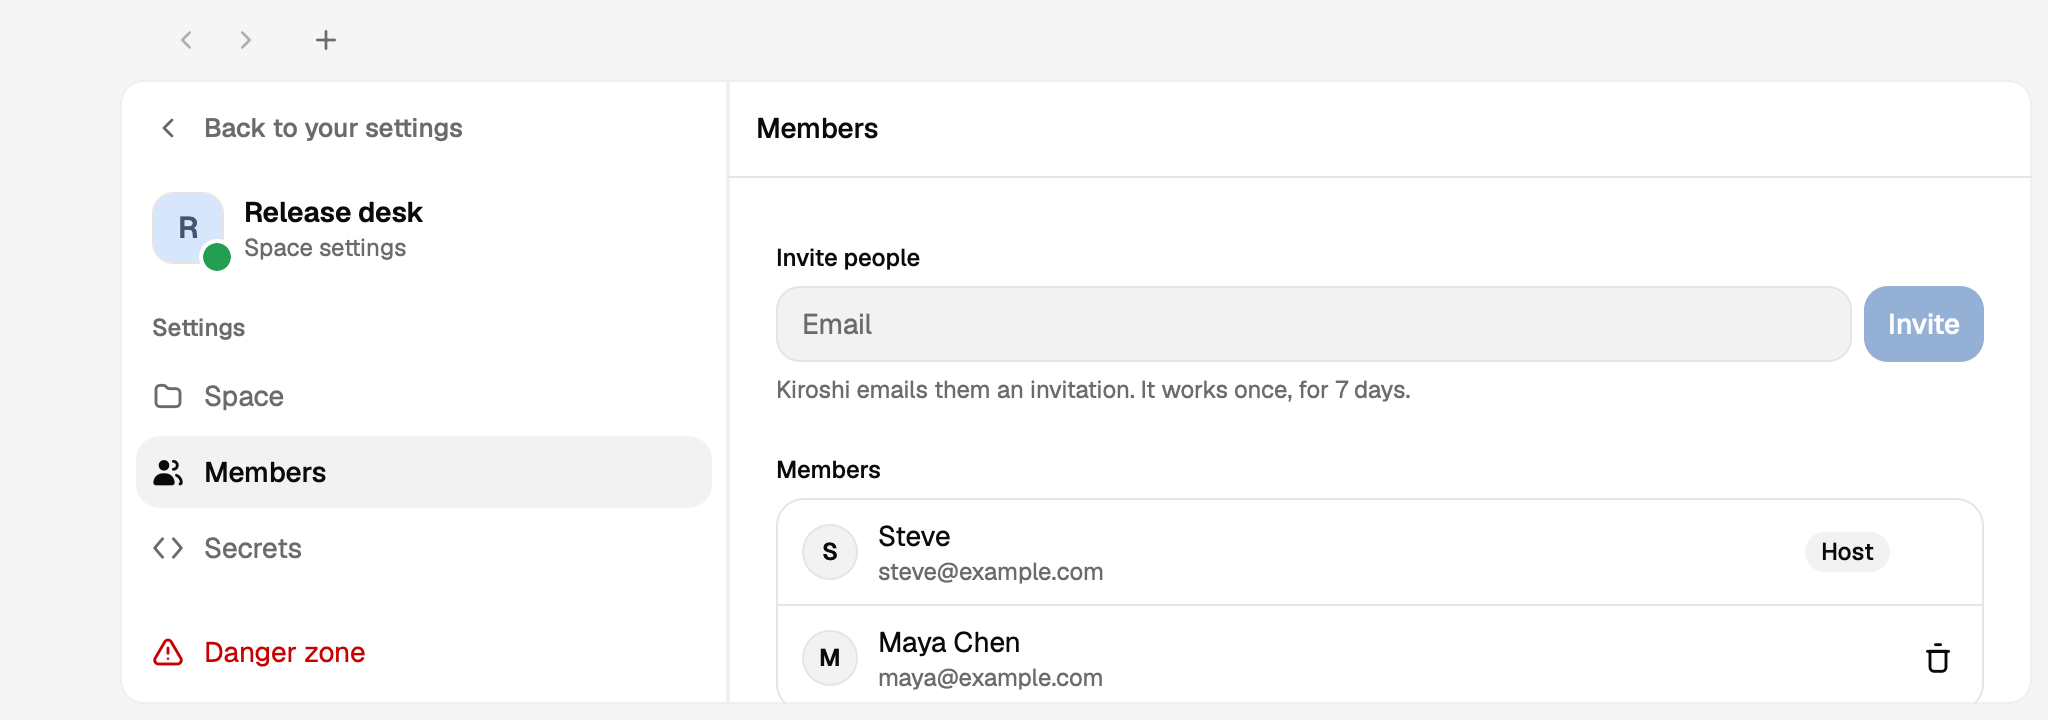 Back to your settings
R
Release desk
Space settings
Settings
Space
Members
Secrets
Danger zone
Members
Invite people
Email
Invite
Kiroshi emails them an invitation. It works once, for 7 days.
Members
S
Steve
steve@example.com
Host
M
Maya Chen
maya@example.com